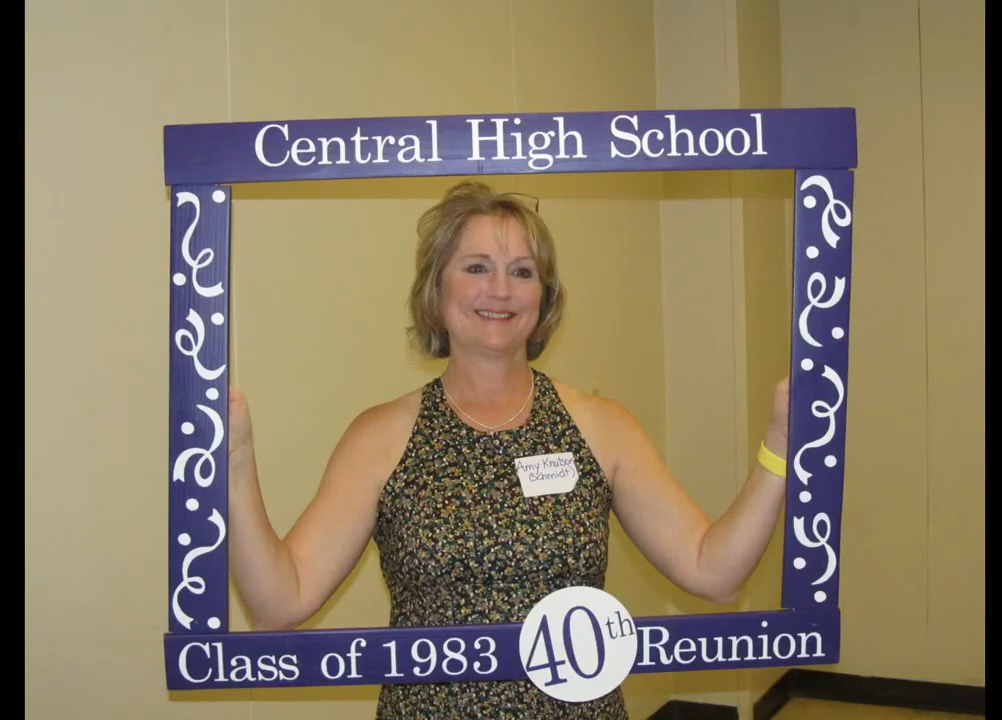 Central High School
Amy Knutson
(Schmidt)
Class of 1983 40th Reunion